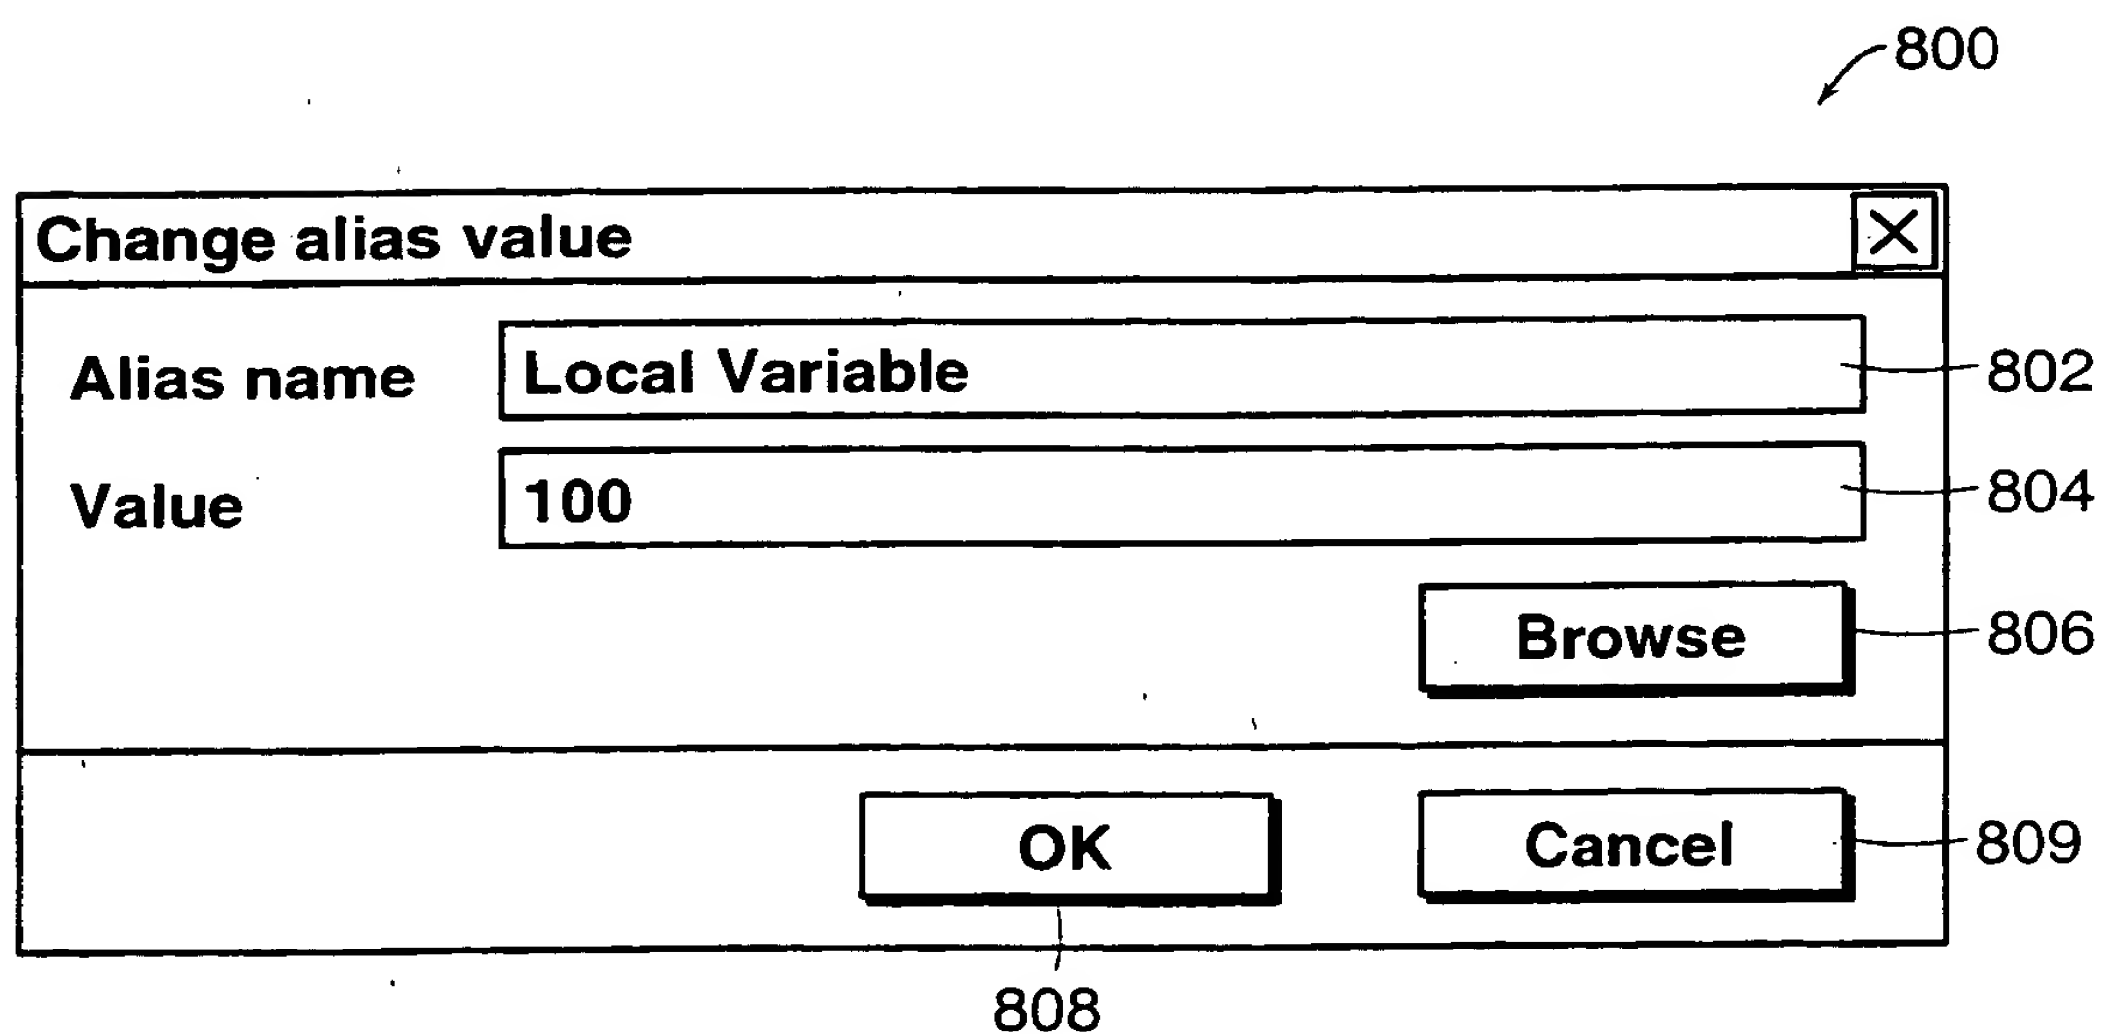 800
Change alias value
Alias name Local Variable 802
Value 100 804
Browse 806
OK Cancel 809
808